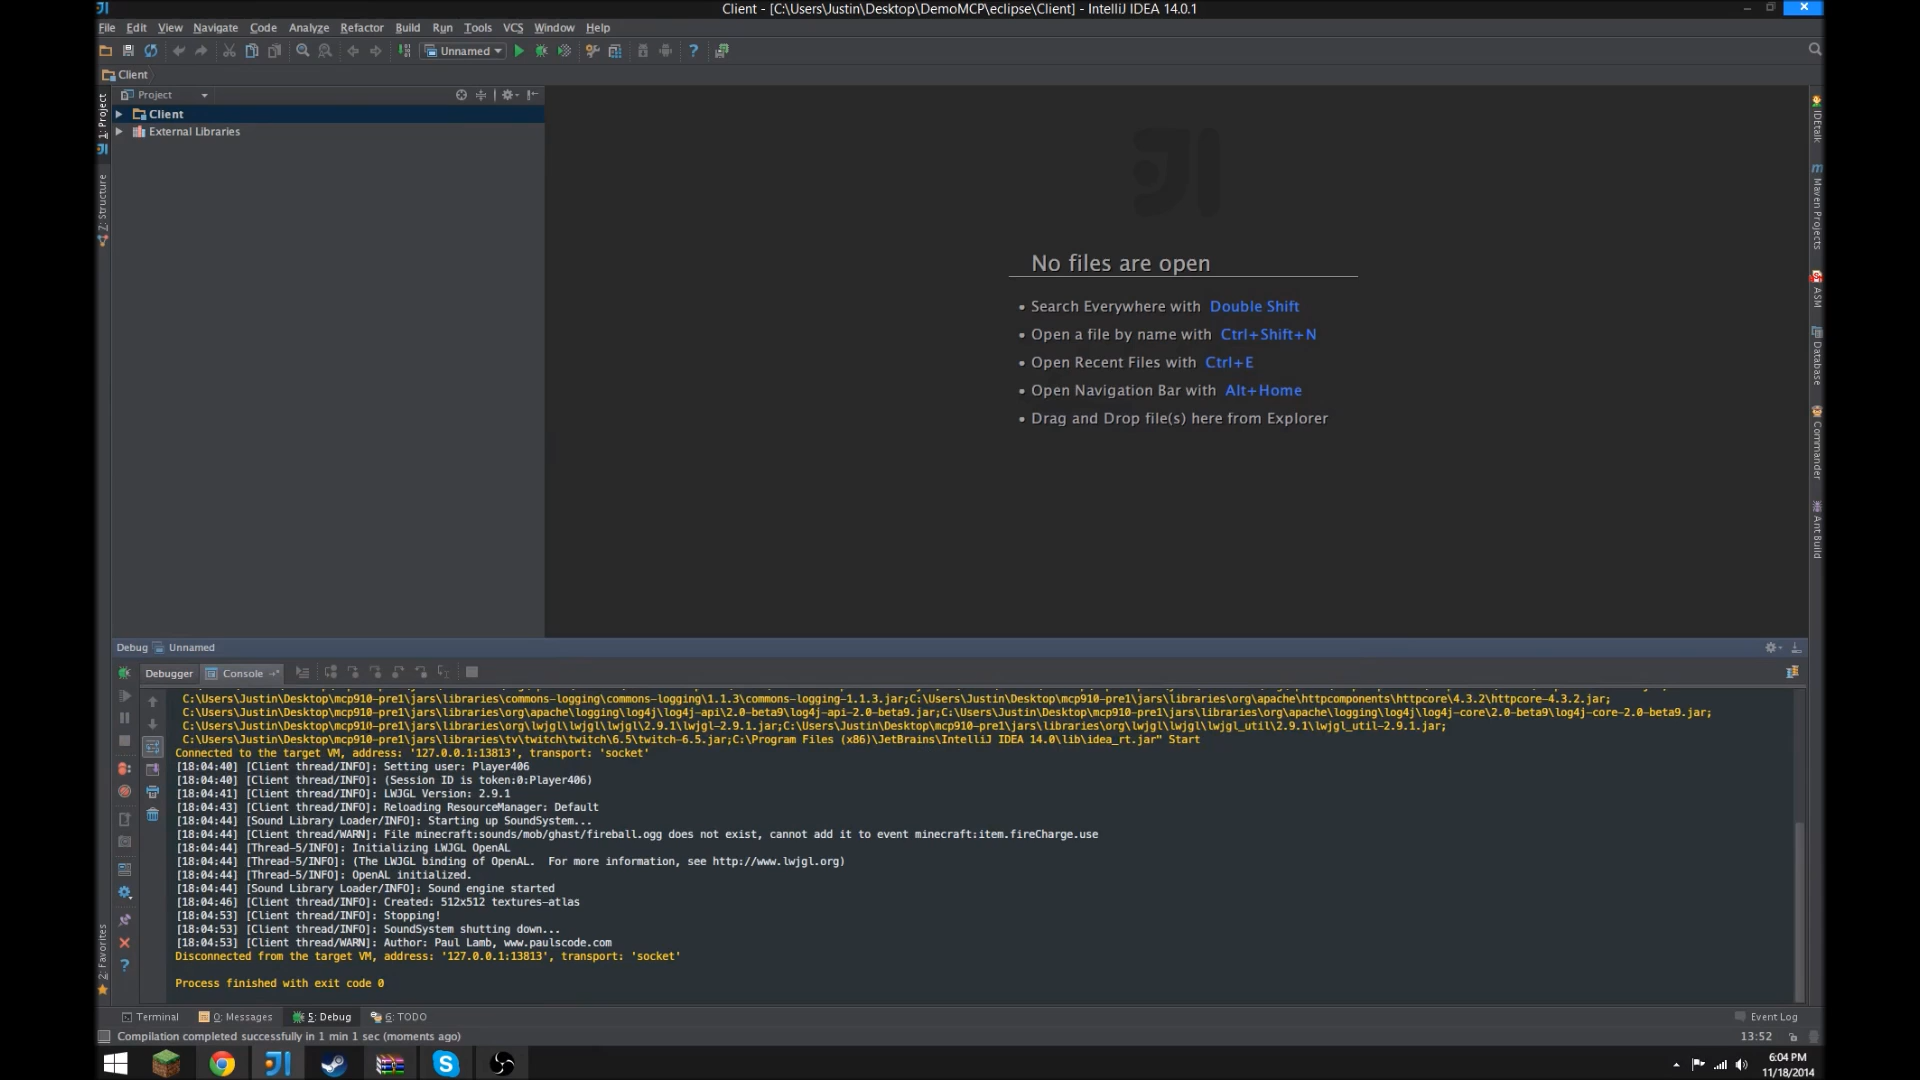 Client - [C:\Users\Justin\Desktop\DemoMCP\eclipse\Client] - IntelliJ IDEA 14.0.1
File Edit View Navigate Code Analyze Refactor Build Run Tools VCS Window Help
Unnamed
Client
Project
Client
External Libraries
1: Project
Z: Structure
2: Favorites
IDEtalk
Maven Projects
ASM
Database
Commander
Ant Build
No files are open
• Search Everywhere with Double Shift
• Open a file by name with Ctrl+Shift+N
• Open Recent Files with Ctrl+E
• Open Navigation Bar with Alt+Home
• Drag and Drop file(s) here from Explorer
Debug Unnamed
Debugger Console
C:\Users\Justin\Desktop\mcp910-pre1\jars\libraries\commons-logging\commons-logging\1.1.3\commons-logging-1.1.3.jar;C:\Users\Justin\Desktop\mcp910-pre1\jars\libraries\org\apache\httpcomponents\httpcore\4.3.2\httpcore-4.3.2.jar;
C:\Users\Justin\Desktop\mcp910-pre1\jars\libraries\org\apache\logging\log4j\log4j-api\2.0-beta9\log4j-api-2.0-beta9.jar;C:\Users\Justin\Desktop\mcp910-pre1\jars\libraries\org\apache\logging\log4j\log4j-core\2.0-beta9\log4j-core-2.0-beta9.jar;
C:\Users\Justin\Desktop\mcp910-pre1\jars\libraries\org\lwjgl\lwjgl\lwjgl\2.9.1\lwjgl-2.9.1.jar;C:\Users\Justin\Desktop\mcp910-pre1\jars\libraries\org\lwjgl\lwjgl\lwjgl_util\2.9.1\lwjgl_util-2.9.1.jar;
C:\Users\Justin\Desktop\mcp910-pre1\jars\libraries\tv\twitch\twitch\6.5\twitch-6.5.jar;C:\Program Files (x86)\JetBrains\IntelliJ IDEA 14.0\lib\idea_rt.jar" Start
Connected to the target VM, address: '127.0.0.1:13813', transport: 'socket'
[18:04:40] [Client thread/INFO]: Setting user: Player406
[18:04:40] [Client thread/INFO]: (Session ID is token:0:Player406)
[18:04:41] [Client thread/INFO]: LWJGL Version: 2.9.1
[18:04:43] [Client thread/INFO]: Reloading ResourceManager: Default
[18:04:44] [Sound Library Loader/INFO]: Starting up SoundSystem...
[18:04:44] [Client thread/WARN]: File minecraft:sounds/mob/ghast/fireball.ogg does not exist, cannot add it to event minecraft:item.fireCharge.use
[18:04:44] [Thread-5/INFO]: Initializing LWJGL OpenAL
[18:04:44] [Thread-5/INFO]: (The LWJGL binding of OpenAL.  For more information, see http://www.lwjgl.org)
[18:04:44] [Thread-5/INFO]: OpenAL initialized.
[18:04:44] [Sound Library Loader/INFO]: Sound engine started
[18:04:46] [Client thread/INFO]: Created: 512x512 textures-atlas
[18:04:53] [Client thread/INFO]: Stopping!
[18:04:53] [Client thread/INFO]: SoundSystem shutting down...
[18:04:53] [Client thread/WARN]: Author: Paul Lamb, www.paulscode.com
Disconnected from the target VM, address: '127.0.0.1:13813', transport: 'socket'
Process finished with exit code 0
Terminal 0: Messages 5: Debug 6: TODO Event Log
Compilation completed successfully in 1 min 1 sec (moments ago) 13:52
6:04 PM
11/18/2014